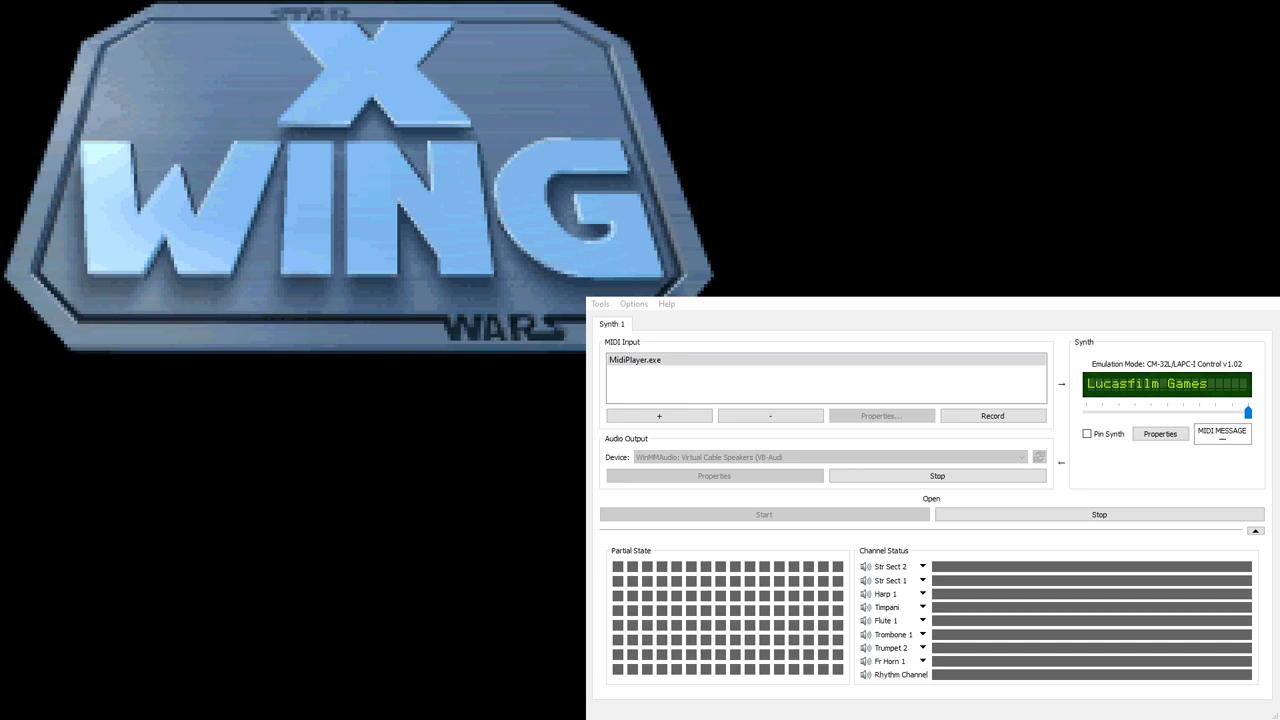 STAR
X
WING
WARS
Tools Options Help
Synth 1
MIDI Input
MidiPlayer.exe
+ - Properties... Record
Audio Output
Device: WinMMAudio: Virtual Cable Speakers (VB-Audi
Properties Stop
Synth
Emulation Mode: CM-32L/LAPC-I Control v1.02
Lucasfilm Games
Pin Synth Properties MIDI MESSAGE
Open
Start Stop
Partial State
Channel Status
Str Sect 2
Str Sect 1
Harp 1
Timpani
Flute 1
Trombone 1
Trumpet 2
Fr Horn 1
Rhythm Channel